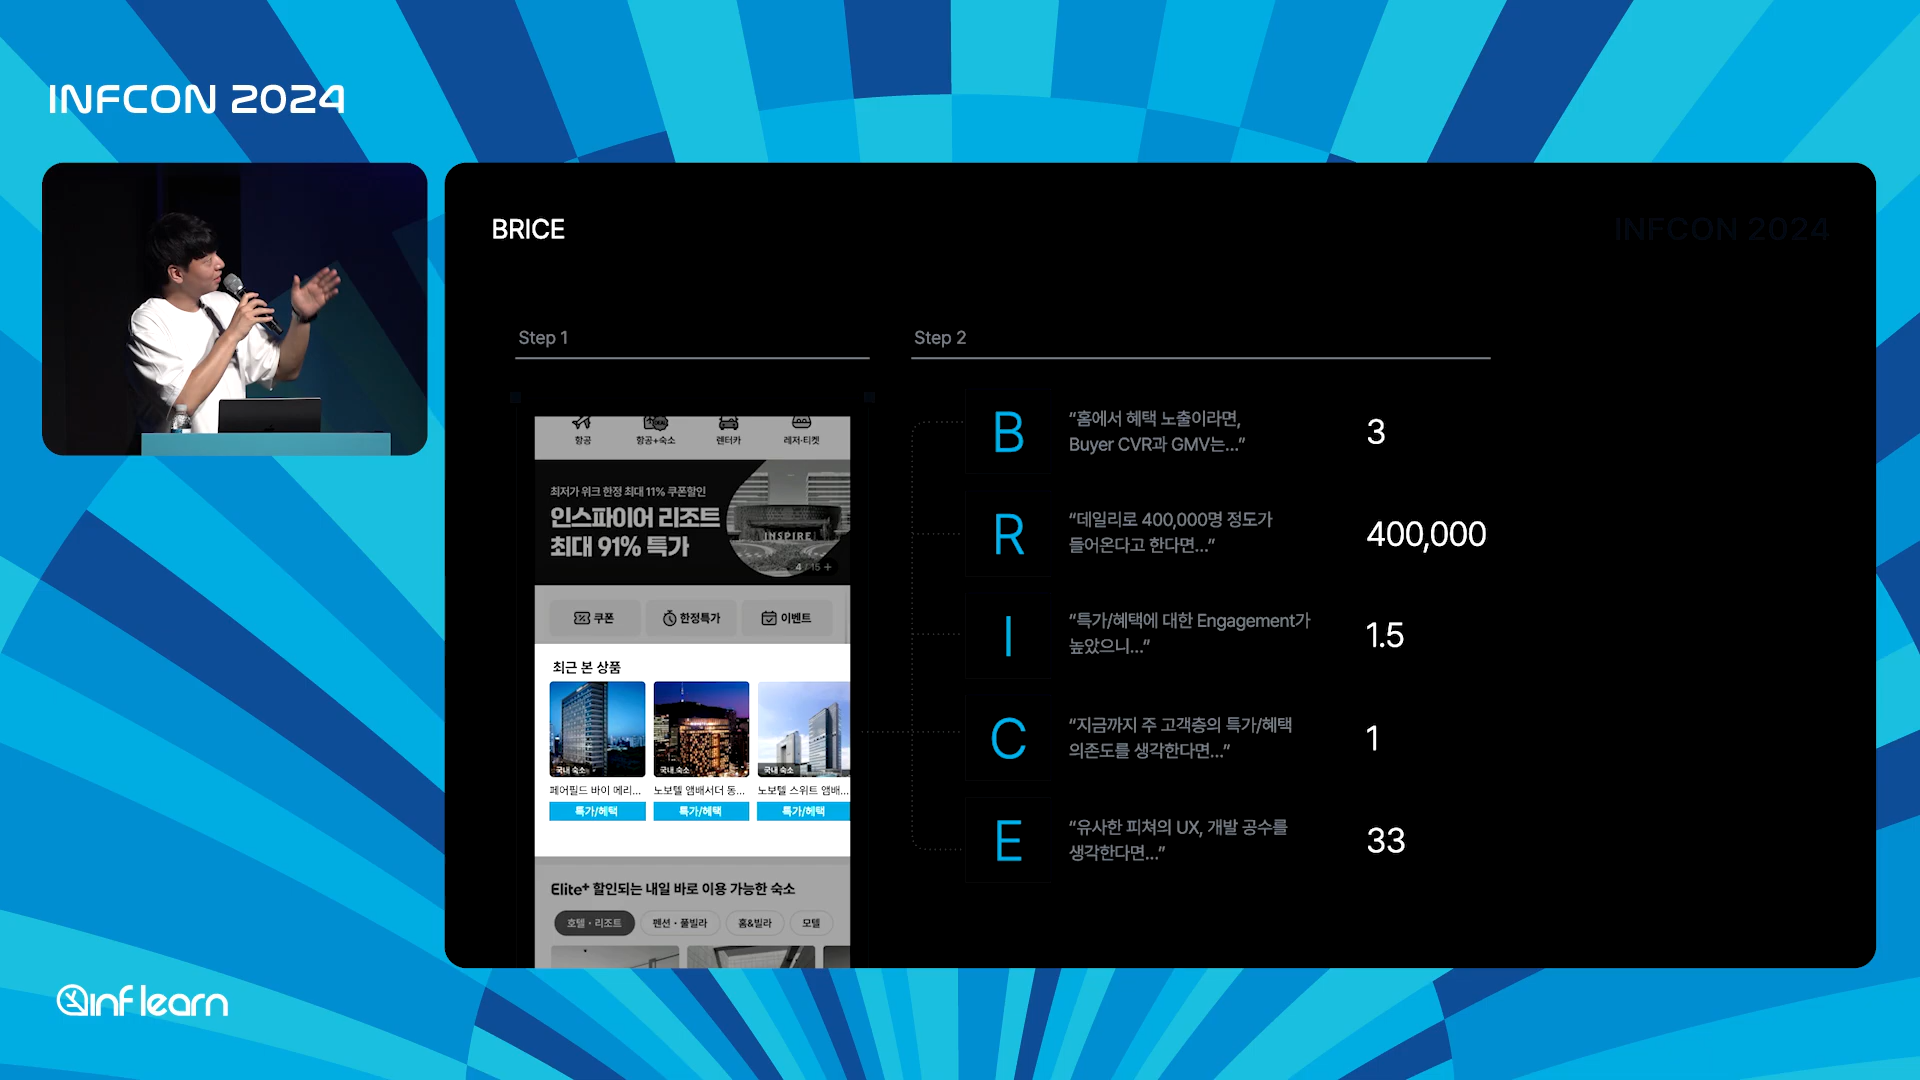 INFCON 2024
BRICE
INFCON 2024
Step 1
항공
항공+숙소
렌터카
레저·티켓
최저가 위크 한정 최대 11% 쿠폰할인
인스파이어 리조트
최대 91% 특가
INSPIRE
4 / 15 +
쿠폰
한정특가
이벤트
최근 본 상품
국내 숙소
국내 숙소
국내 숙소
페어필드 바이 메리...
노보텔 앰배서더 동...
노보텔 스위트 앰배...
특가/혜택
특가/혜택
특가/혜택
Elite+ 할인되는 내일 바로 이용 가능한 숙소
호텔·리조트
펜션·풀빌라
홈&빌라
모텔
Step 2
B
“홈에서 혜택 노출이라면,
Buyer CVR과 GMV는...”
3
R
“데일리로 400,000명 정도가
들어온다고 한다면...”
400,000
I
“특가/혜택에 대한 Engagement가
높았으니...”
1.5
C
“지금까지 주 고객층의 특가/혜택
의존도를 생각한다면...”
1
E
“유사한 피쳐의 UX, 개발 공수를
생각한다면...”
33
inflearn